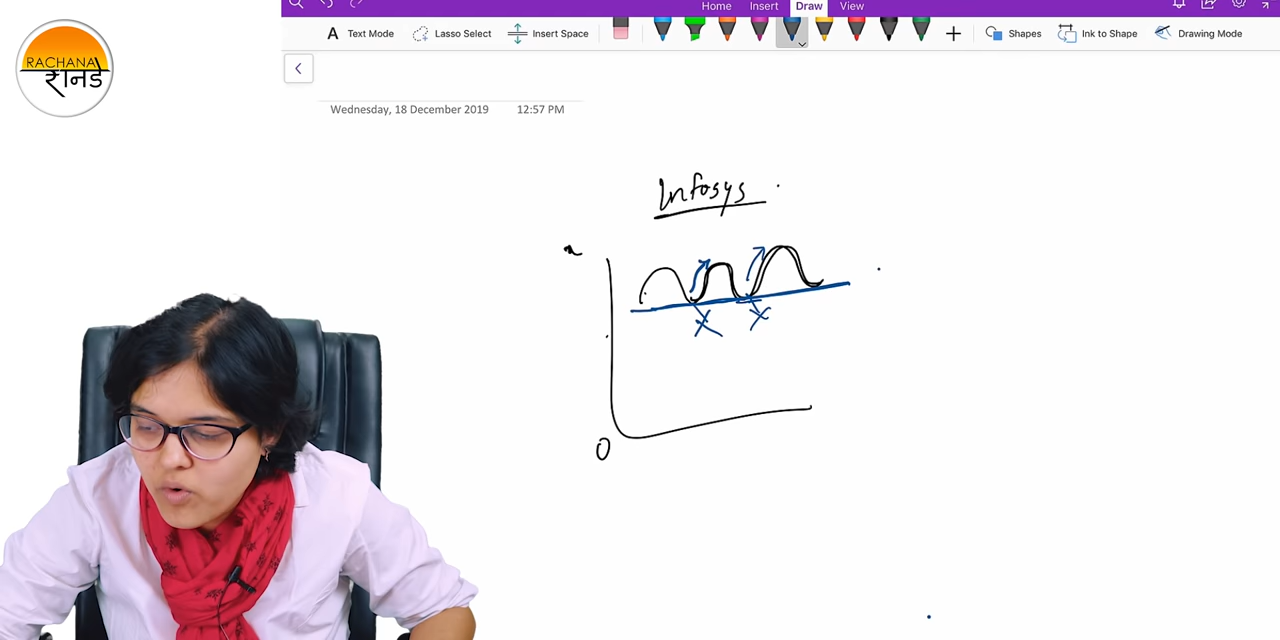 Home Insert Draw View
RACHANA
रानडे
Text Mode Lasso Select Insert Space Shapes Ink to Shape Drawing Mode
Wednesday, 18 December 2019 12:57 PM
Infosys
x x
0